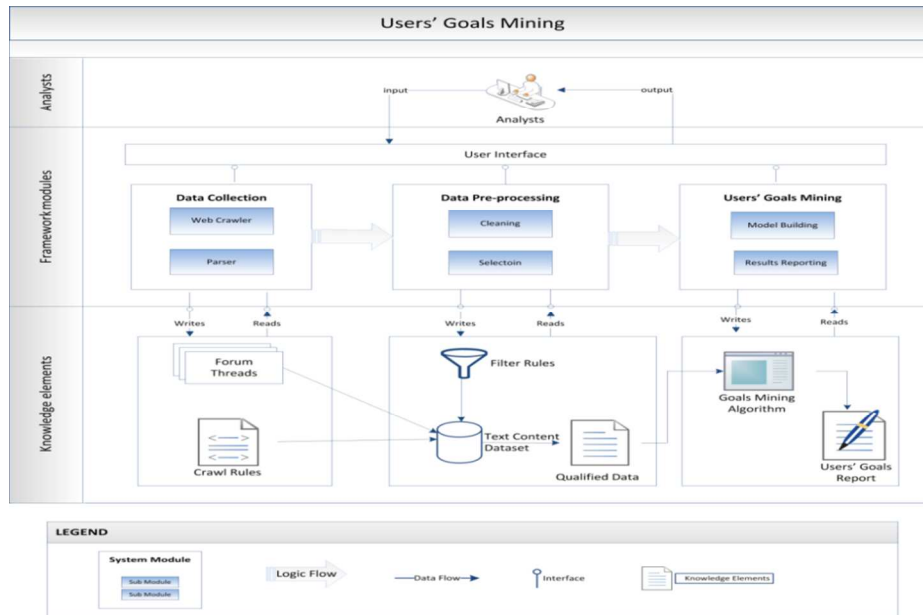 Users' Goals Mining
Analysts
input
output
Analysts
Framework modules
User Interface
Data Collection
Web Crawler
Parser
Data Pre-processing
Cleaning
Selectoin
Users' Goals Mining
Model Building
Results Reporting
Writes
Reads
Writes
Reads
Writes
Reads
Knowledge elements
Forum
Threads
Crawl Rules
Filter Rules
Text Content
Dataset
Qualified Data
Goals Mining
Algorithm
Users' Goals
Report
LEGEND
System Module
Sub Module
Sub Module
Logic Flow
Data Flow
Interface
Knowledge Elements